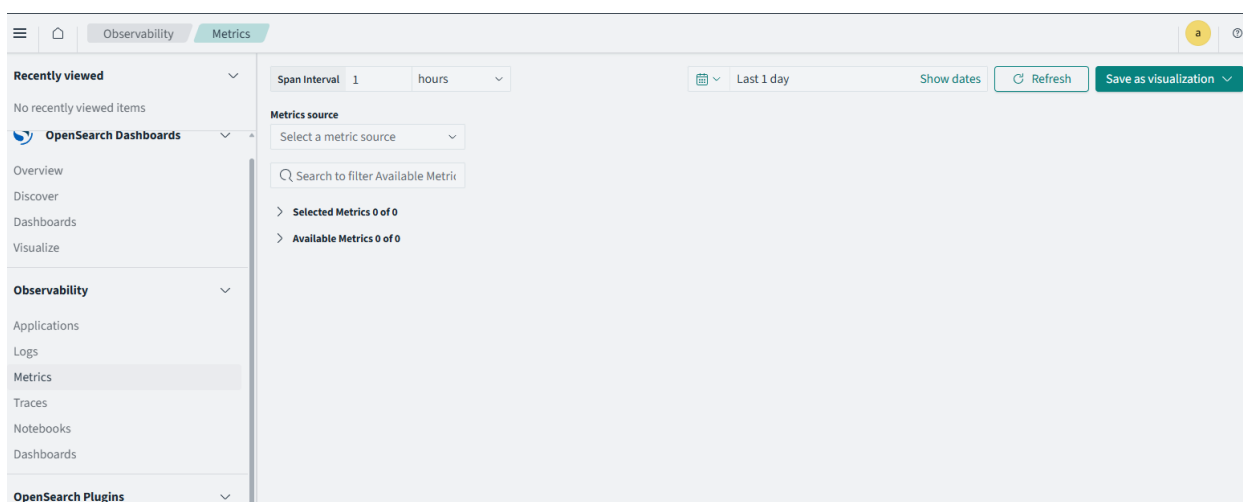 Observability Metrics a
Recently viewed
No recently viewed items
OpenSearch Dashboards
Overview
Discover
Dashboards
Visualize
Observability
Applications
Logs
Metrics
Traces
Notebooks
Dashboards
OpenSearch Plugins
Span Interval 1 hours Last 1 day Show dates Refresh Save as visualization
Metrics source
Select a metric source
Search to filter Available Metric
Selected Metrics 0 of 0
Available Metrics 0 of 0